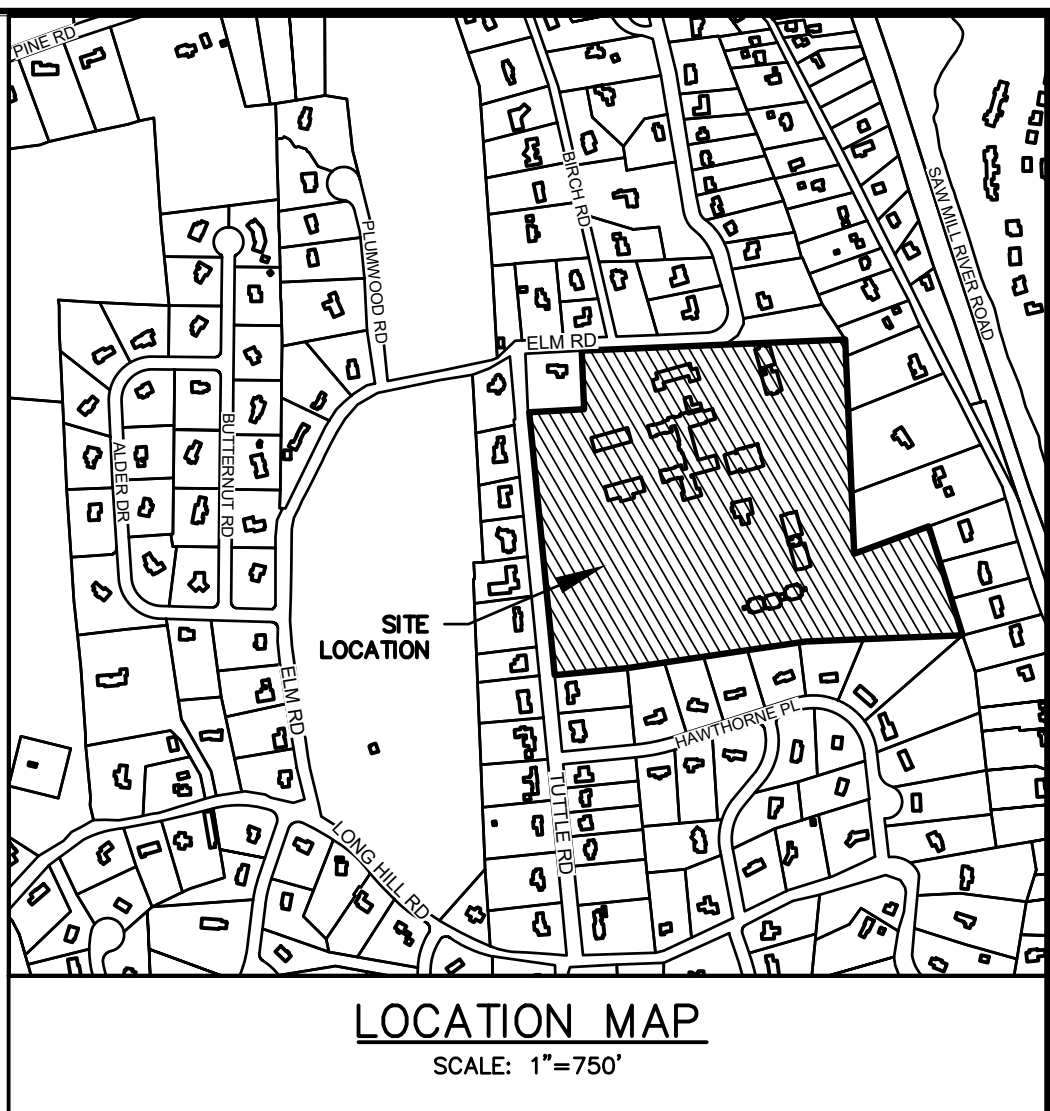 PINE RD
SAW MILL RIVER ROAD
BIRCH RD
PLUMWOOD RD
ELM RD
BUTTERNUT RD
ALDER DR
SITE
LOCATION
ELM RD
HAWTHORNE PL
TUTTLE RD
LONG HILL RD
LOCATION MAP
SCALE: 1"=750'